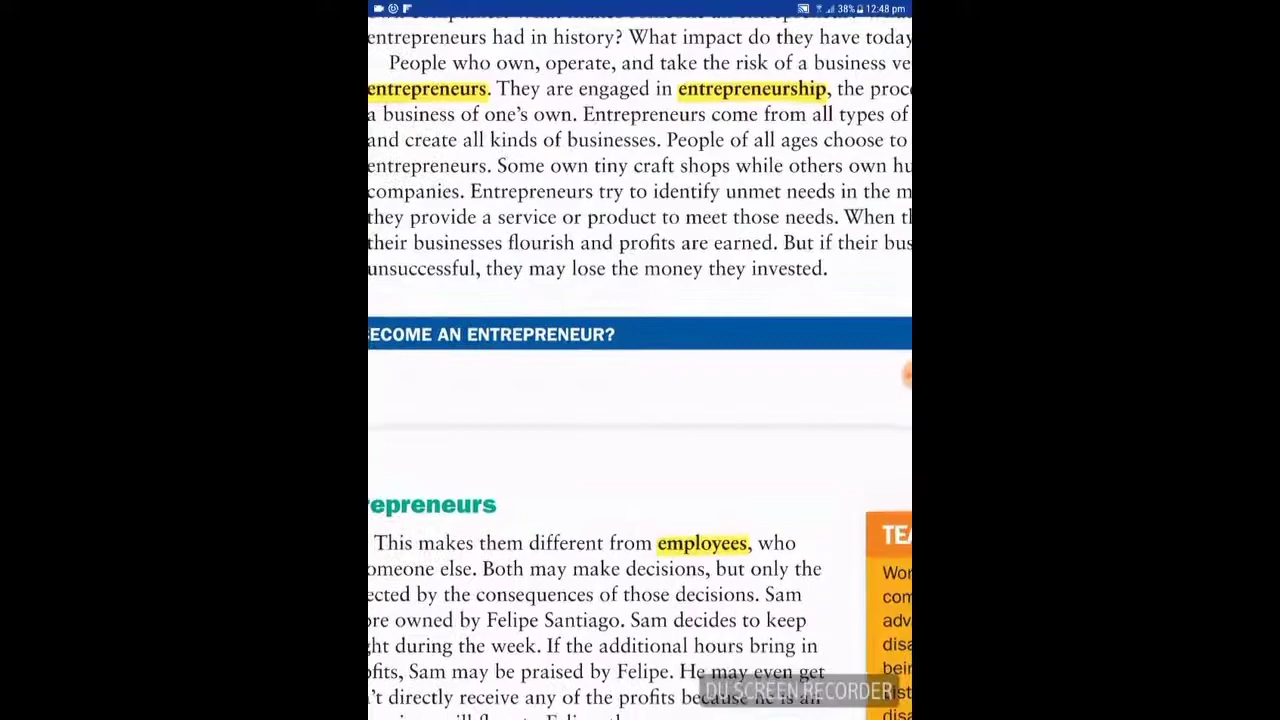 38% 12:48 pm
entrepreneurs had in history? What impact do they have today
People who own, operate, and take the risk of a business ve
entrepreneurs. They are engaged in entrepreneurship, the proc
a business of one's own. Entrepreneurs come from all types of
and create all kinds of businesses. People of all ages choose to
entrepreneurs. Some own tiny craft shops while others own hu
companies. Entrepreneurs try to identify unmet needs in the m
they provide a service or product to meet those needs. When th
their businesses flourish and profits are earned. But if their bus
unsuccessful, they may lose the money they invested.
ECOME AN ENTREPRENEUR?
repreneurs
This makes them different from employees, who
omeone else. Both may make decisions, but only the
ected by the consequences of those decisions. Sam
ore owned by Felipe Santiago. Sam decides to keep
ght during the week. If the additional hours bring in
ofits, Sam may be praised by Felipe. He may even get
't directly receive any of the profits because he is an
TEA
Wor
com
adv
disa
bein
just
disa
DU SCREEN RECORDER